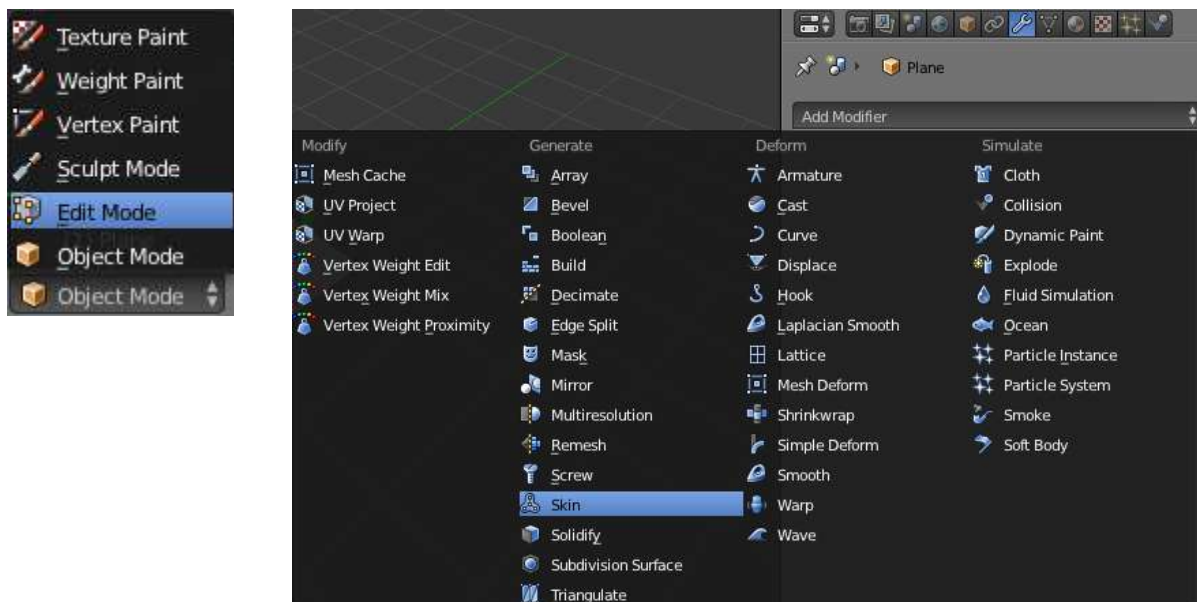 Texture Paint
Weight Paint
Vertex Paint
Sculpt Mode
Edit Mode
Object Mode
Object Mode
Plane
Add Modifier
Modify
Mesh Cache
UV Project
UV Warp
Vertex Weight Edit
Vertex Weight Mix
Vertex Weight Proximity
Generate
Array
Bevel
Boolean
Build
Decimate
Edge Split
Mask
Mirror
Multiresolution
Remesh
Screw
Skin
Solidify
Subdivision Surface
Triangulate
Deform
Armature
Cast
Curve
Displace
Hook
Laplacian Smooth
Lattice
Mesh Deform
Shrinkwrap
Simple Deform
Smooth
Warp
Wave
Simulate
Cloth
Collision
Dynamic Paint
Explode
Fluid Simulation
Ocean
Particle Instance
Particle System
Smoke
Soft Body